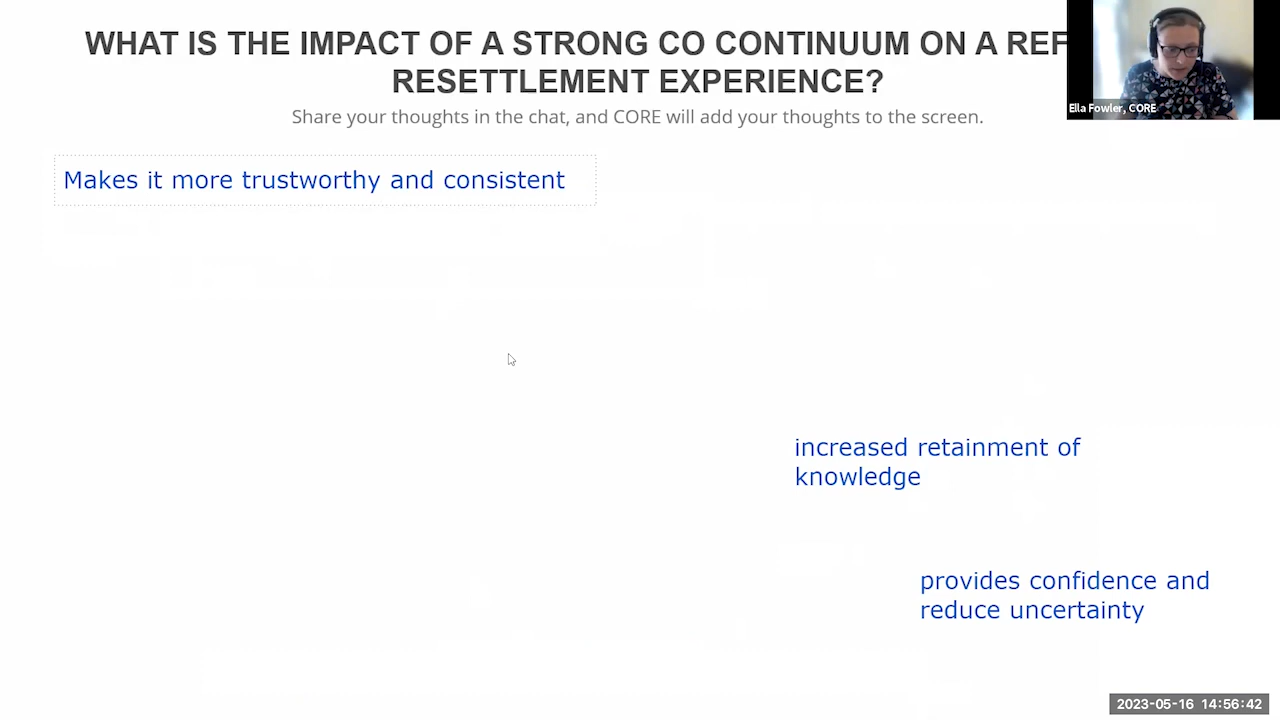 WHAT IS THE IMPACT OF A STRONG CO CONTINUUM ON A REF
RESETTLEMENT EXPERIENCE?
Share your thoughts in the chat, and CORE will add your thoughts to the screen.
Ella Fowler, CORE
Makes it more trustworthy and consistent
increased retainment of
knowledge
provides confidence and
reduce uncertainty
2023-05-16 14:56:42